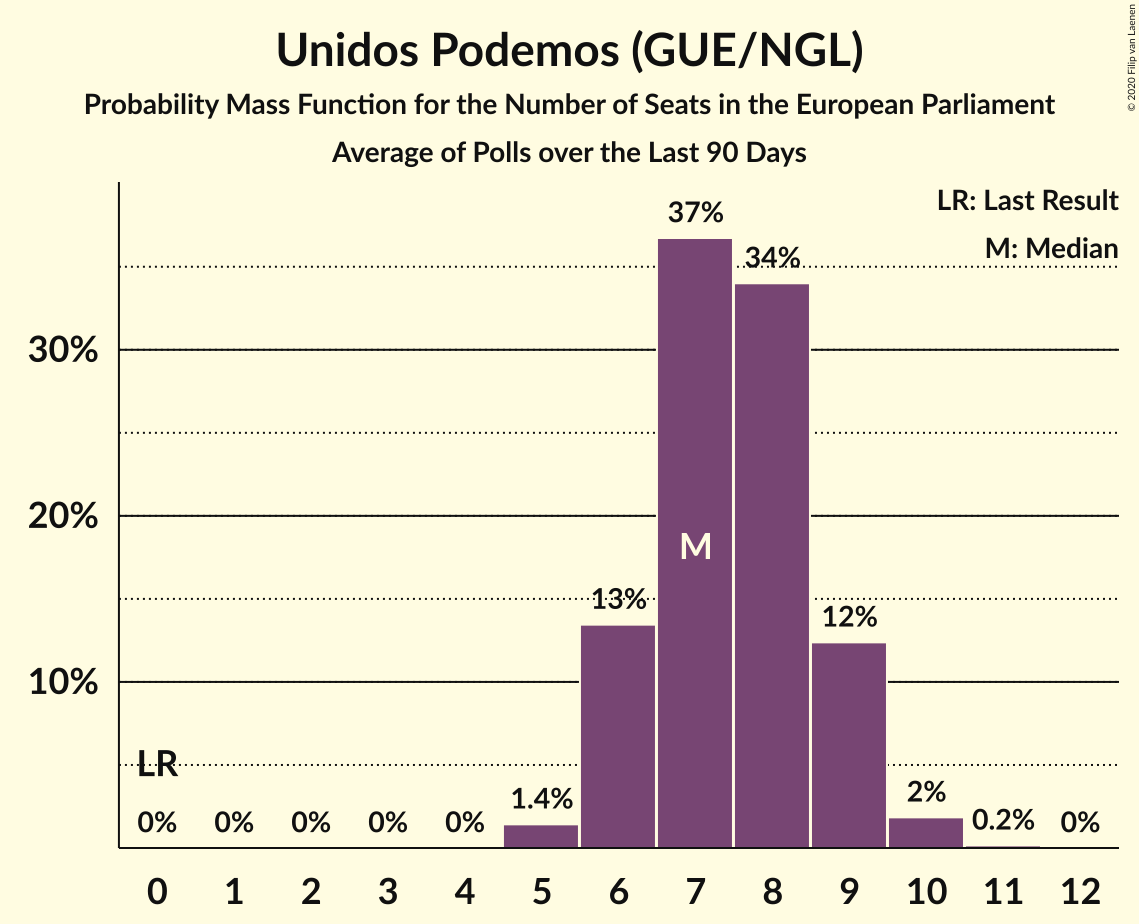 Unidos Podemos (GUE/NGL)
Probability Mass Function for the Number of Seats in the European Parliament
Average of Polls over the Last 90 Days
© 2020 Filip van Laenen
LR: Last Result
M: Median
37%
34%
30%
20%
M
13%
12%
10%
LR
0%
0%
0%
0%
0%
1.4%
2%
0.2%
0%
0 1 2 3 4 5 6 7 8 9 10 11 12